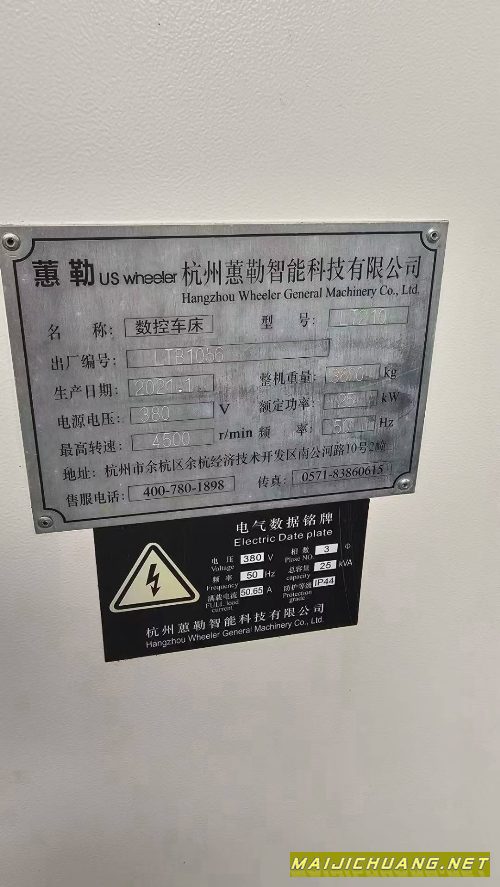 蕙勒 US wheeler 杭州蕙勒智能科技有限公司
Hangzhou Wheeler General Machinery Co., Ltd.
名 称: 数控车床 型 号:
出厂编号: LTB1056
生产日期: 2021.1 整机重量: kg
电源电压: 380 V 额定功率: 25 kW
最高转速: 4500 r/min 频 率: 50 Hz
地址: 杭州市余杭区余杭经济技术开发区南公河路10号2幢
售服电话: 400-780-1898 传真: 0571-83860615
电气数据铭牌
Electric Date plate
电 压 380 V 相 数 3 Φ
Voltage Phase NO.
频 率 50 Hz 总容量 25 KVA
Frequency capacity
满载电流 50.65 A 防护等级 IP44
FULL load current Protection grade
杭州蕙勒智能科技有限公司
Hangzhou Wheeler General Machinery Co., Ltd.
MAIJICHUANG.NET